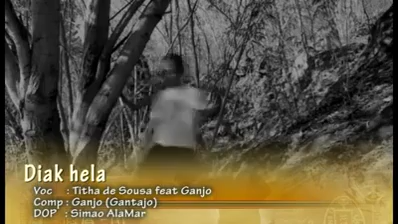 Diak hela
Voc : Titha de Sousa feat Ganjo
Comp : Ganjo (Gantajo)
DOP : Simao AlaMar